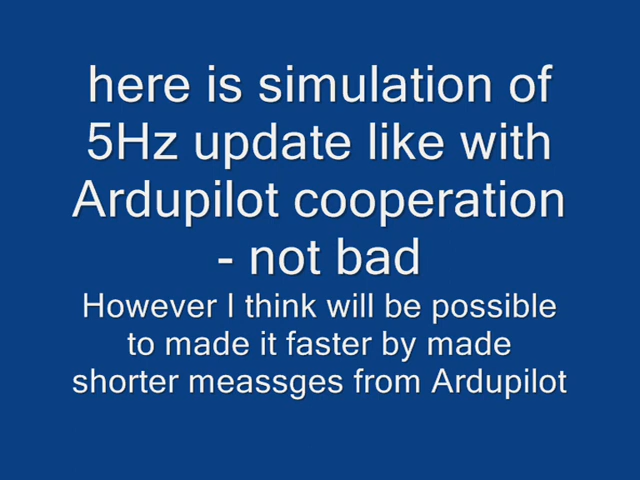 here is simulation of
5Hz update like with
Ardupilot cooperation
- not bad
However I think will be possible
to made it faster by made
shorter meassges from Ardupilot